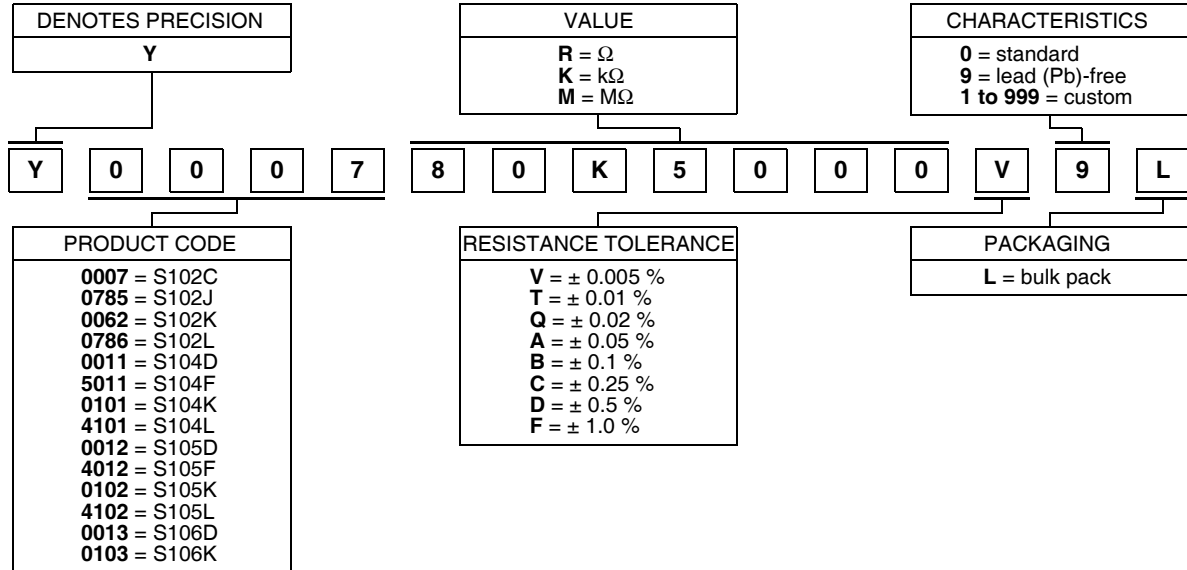 DENOTES PRECISION
Y
VALUE
R = Ω
K = kΩ
M = MΩ
CHARACTERISTICS
0 = standard
9 = lead (Pb)-free
1 to 999 = custom
Y 0 0 0 7 8 0 K 5 0 0 0 V 9 L
PRODUCT CODE
0007 = S102C
0785 = S102J
0062 = S102K
0786 = S102L
0011 = S104D
5011 = S104F
0101 = S104K
4101 = S104L
0012 = S105D
4012 = S105F
0102 = S105K
4102 = S105L
0013 = S106D
0103 = S106K
RESISTANCE TOLERANCE
V = ± 0.005 %
T = ± 0.01 %
Q = ± 0.02 %
A = ± 0.05 %
B = ± 0.1 %
C = ± 0.25 %
D = ± 0.5 %
F = ± 1.0 %
PACKAGING
L = bulk pack